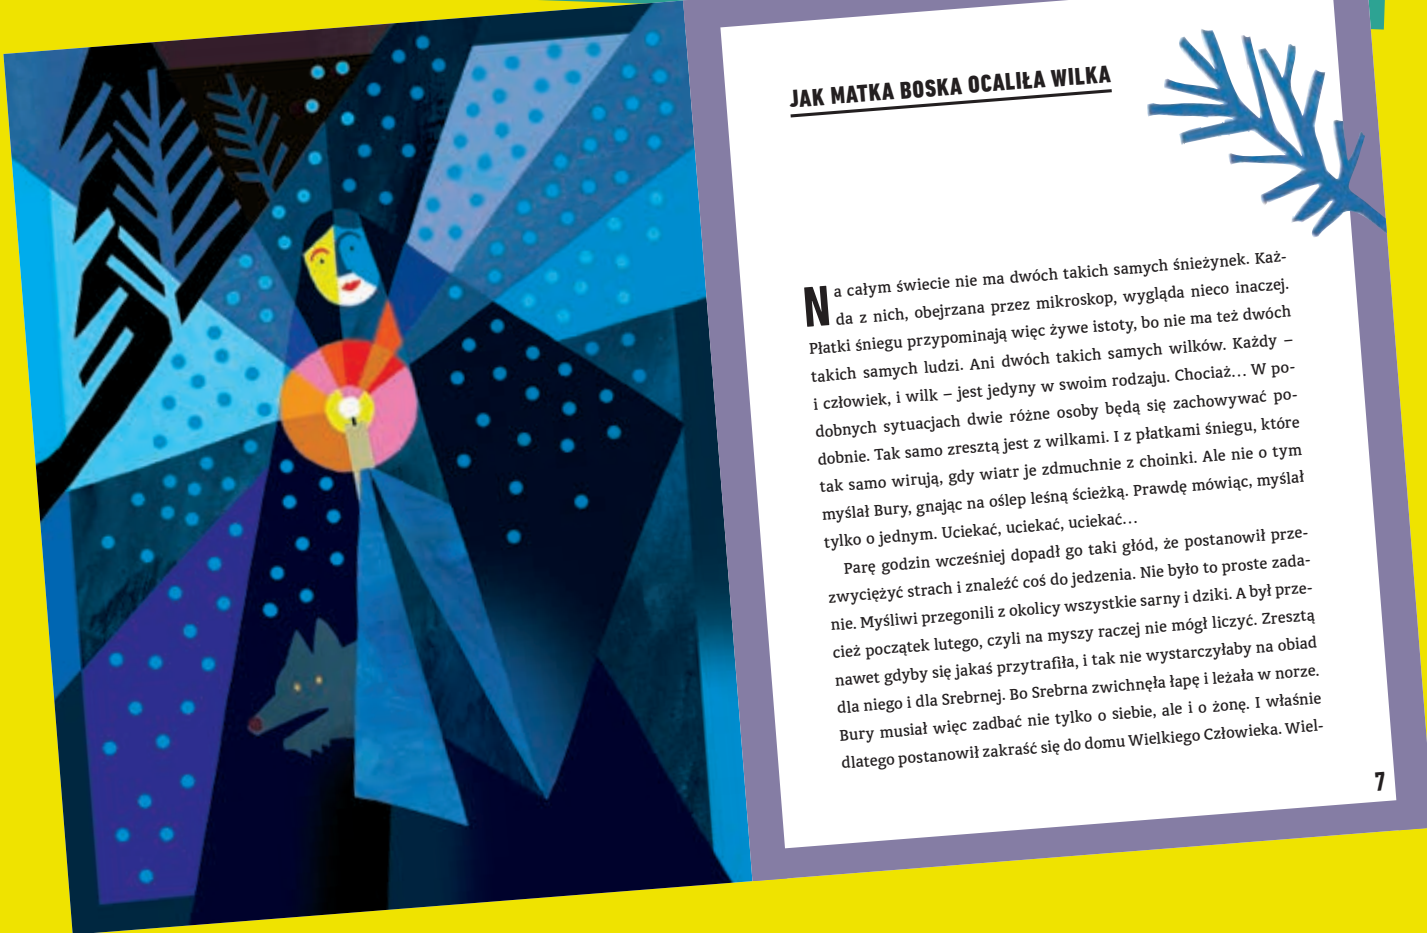 JAK MATKA BOSKA OCALIŁA WILKA
Na całym świecie nie ma dwóch takich samych śnieżynek. Każ-
da z nich, obejrzana przez mikroskop, wygląda nieco inaczej.
Płatki śniegu przypominają więc żywe istoty, bo nie ma też dwóch
takich samych ludzi. Ani dwóch takich samych wilków. Każdy –
i człowiek, i wilk – jest jedyny w swoim rodzaju. Chociaż… W po-
dobnych sytuacjach dwie różne osoby będą się zachowywać po-
dobnie. Tak samo zresztą jest z wilkami. I z płatkami śniegu, które
tak samo wirują, gdy wiatr je zdmuchnie z choinki. Ale nie o tym
myślał Bury, gnając na oślep leśną ścieżką. Prawdę mówiąc, myślał
tylko o jednym. Uciekać, uciekać, uciekać…
Parę godzin wcześniej dopadł go taki głód, że postanowił prze-
zwyciężyć strach i znaleźć coś do jedzenia. Nie było to proste zada-
nie. Myśliwi przegonili z okolicy wszystkie sarny i dziki. A był prze-
cież początek lutego, czyli na myszy raczej nie mógł liczyć. Zresztą
nawet gdyby się jakaś przytrafiła, i tak nie wystarczyłaby na obiad
dla niego i dla Srebrnej. Bo Srebrna zwichnęła łapę i leżała w norze.
Bury musiał więc zadbać nie tylko o siebie, ale i o żonę. I właśnie
dlatego postanowił zakraść się do domu Wielkiego Człowieka. Wiel-
7